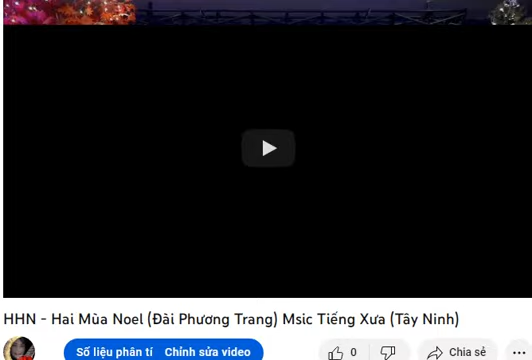 HHN - Hai Mùa Noel (Đài Phương Trang) Msic Tiếng Xưa (Tây Ninh)
Số liệu phân tí Chỉnh sửa video 0 Chia sẻ